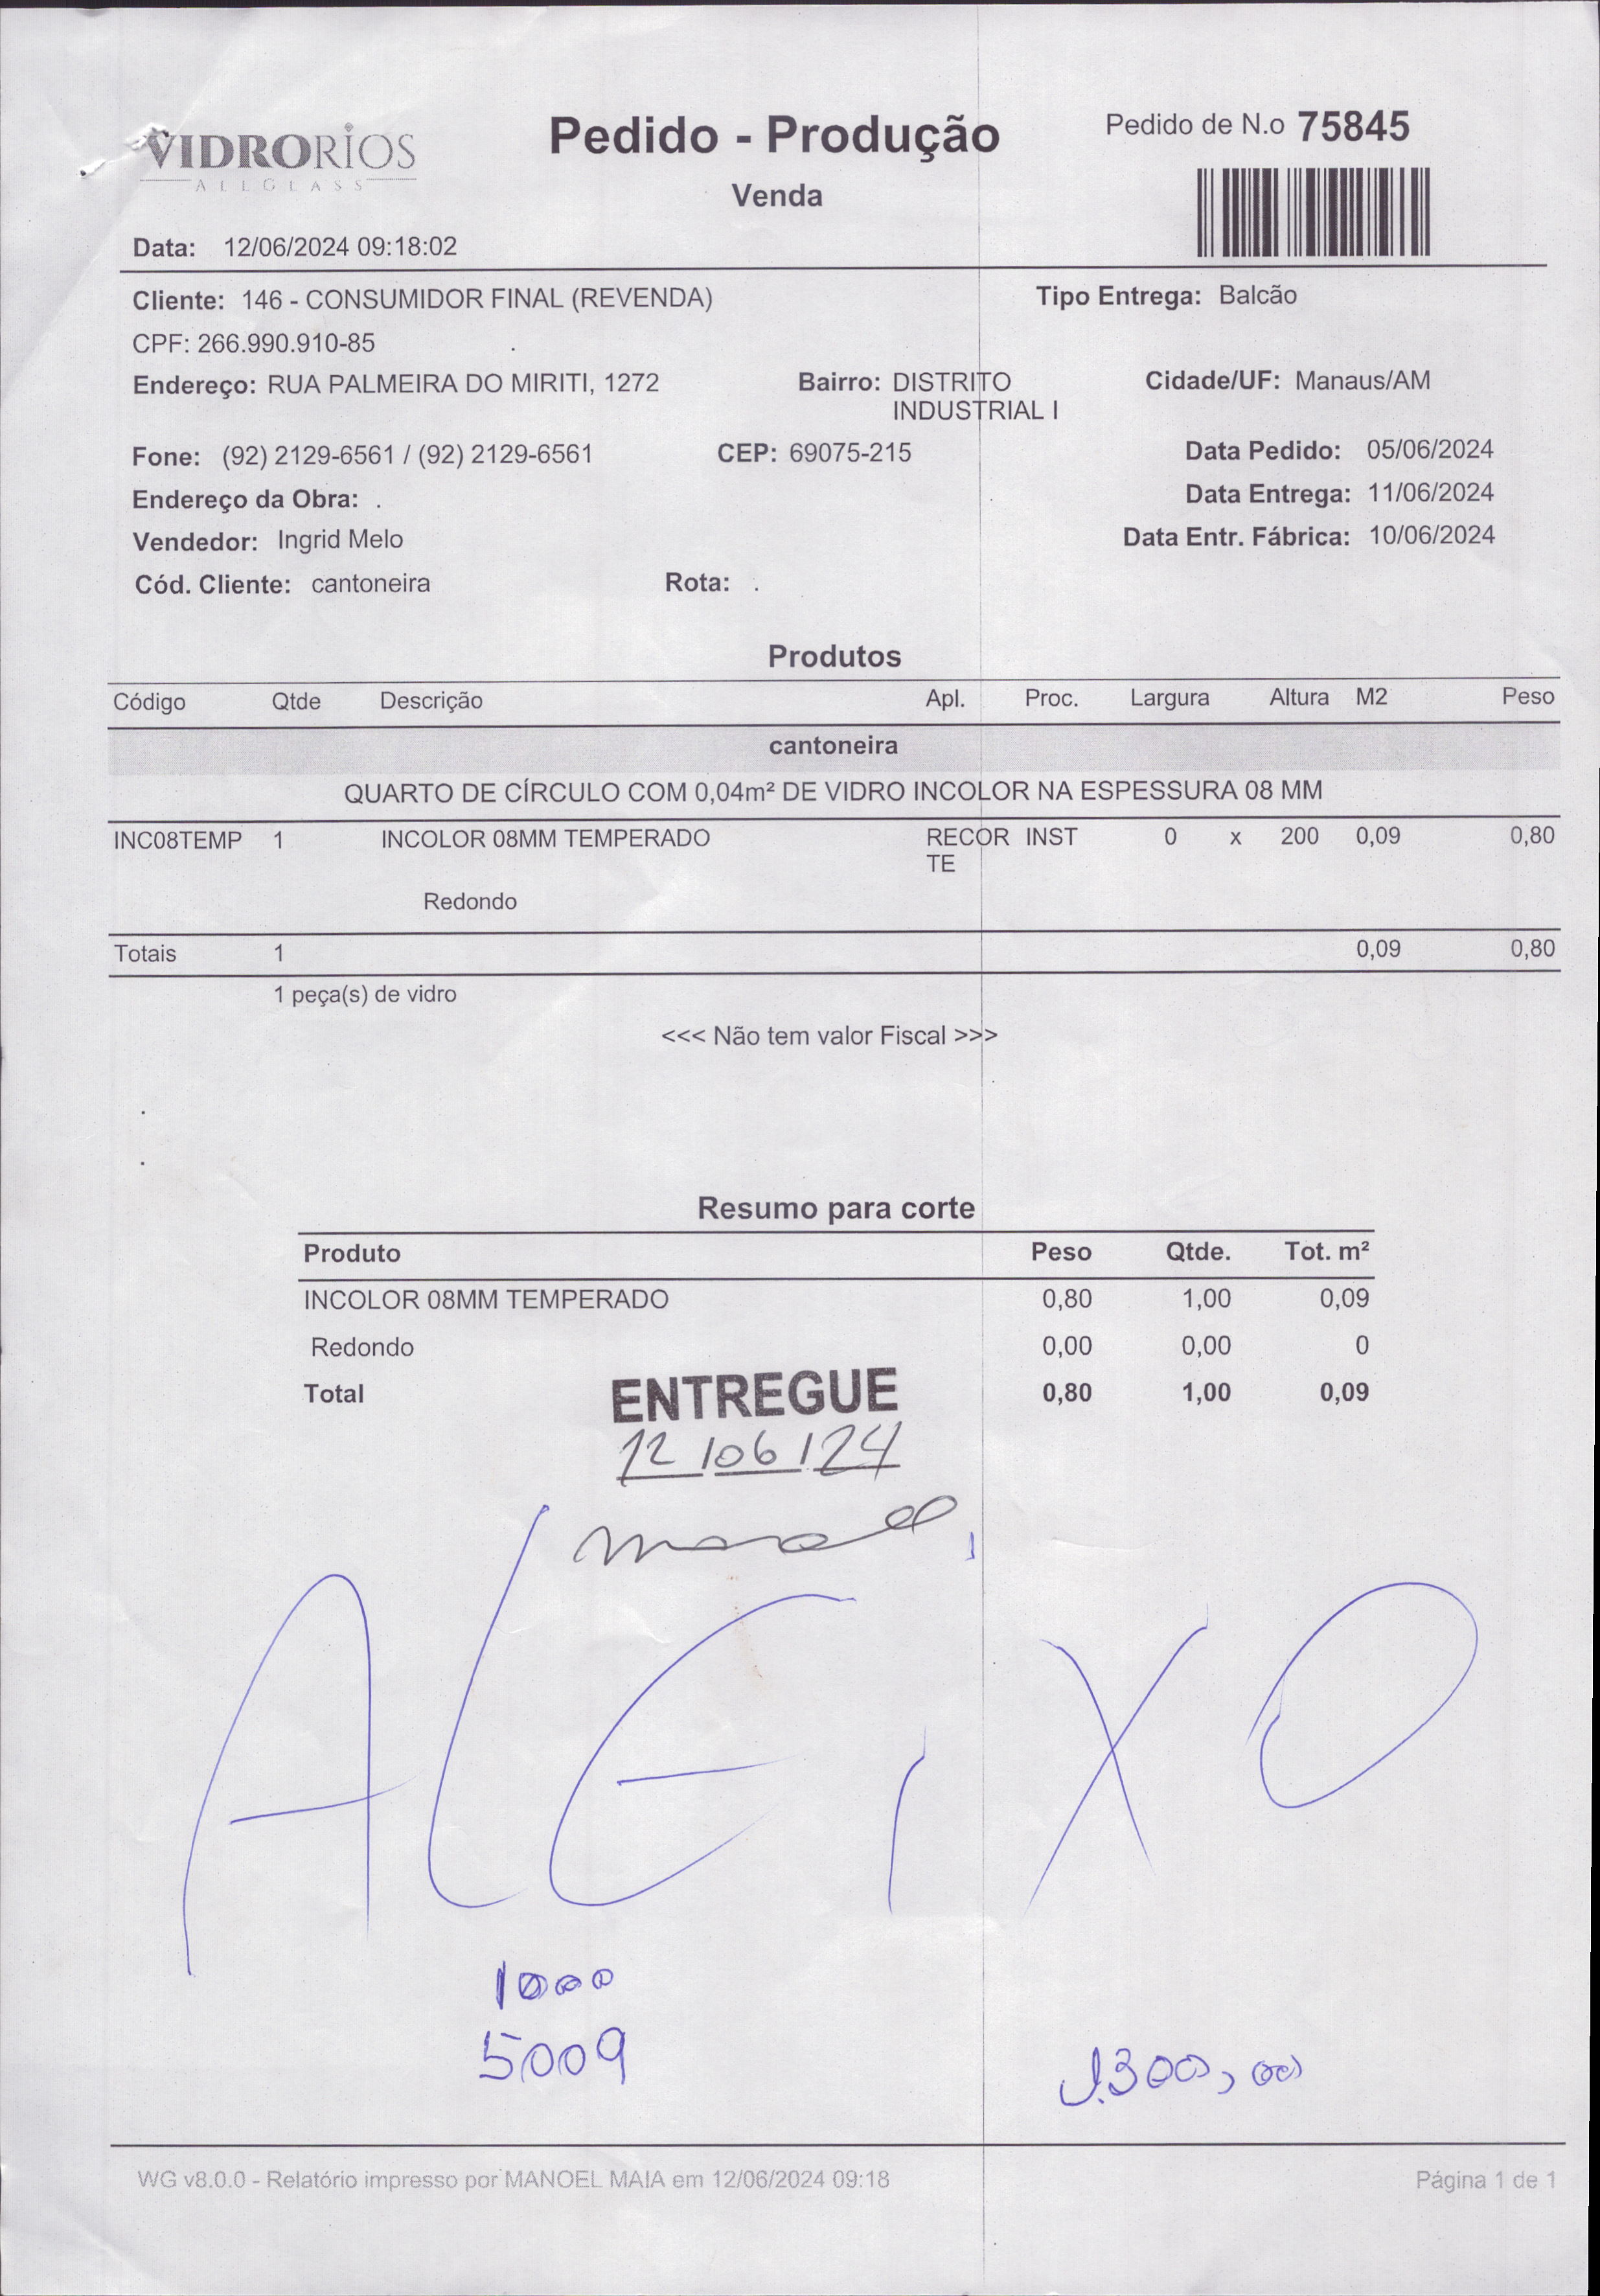 VIDRORÍOS
ALLGLASS
Pedido - Produção
Venda
Pedido de N.o 75845
Data: 12/06/2024 09:18:02
Cliente: 146 - CONSUMIDOR FINAL (REVENDA)
Tipo Entrega: Balcão
CPF: 266.990.910-85
Endereço: RUA PALMEIRA DO MIRITI, 1272
Bairro: DISTRITO
INDUSTRIAL I
Cidade/UF: Manaus/AM
Fone: (92) 2129-6561 / (92) 2129-6561
CEP: 69075-215
Data Pedido: 05/06/2024
Endereço da Obra: .
Data Entrega: 11/06/2024
Vendedor: Ingrid Melo
Data Entr. Fábrica: 10/06/2024
Cód. Cliente: cantoneira
Rota: .
Produtos
Código Qtde Descrição Apl. Proc. Largura Altura M2 Peso
cantoneira
QUARTO DE CÍRCULO COM 0,04m² DE VIDRO INCOLOR NA ESPESSURA 08 MM
INC08TEMP 1 INCOLOR 08MM TEMPERADO RECOR INST 0 x 200 0,09 0,80
TE
Redondo
Totais 1 0,09 0,80
1 peça(s) de vidro
<<< Não tem valor Fiscal >>>
Resumo para corte
Produto Peso Qtde. Tot. m²
INCOLOR 08MM TEMPERADO 0,80 1,00 0,09
Redondo 0,00 0,00 0
Total 0,80 1,00 0,09
ENTREGUE
12/06/24
ALEIXO
1000
5009
1.300,00
WG v8.0.0 - Relatório impresso por MANOEL MAIA em 12/06/2024 09:18
Página 1 de 1